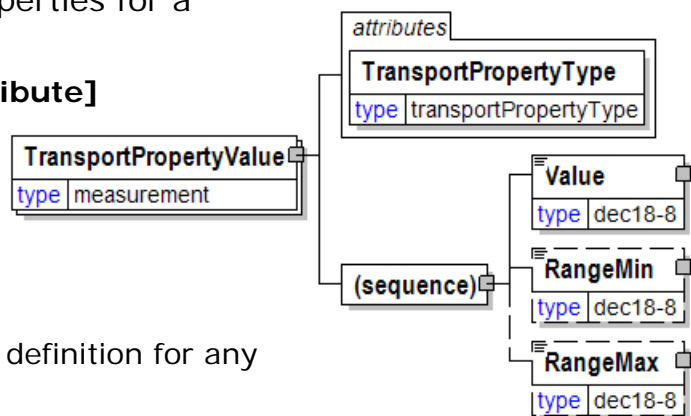 perties for a
attributes
TransportPropertyType
type transportPropertyType
ibute]
TransportPropertyValue
type measurement
Value
type dec18-8
(sequence)
RangeMin
type dec18-8
definition for any
RangeMax
type dec18-8